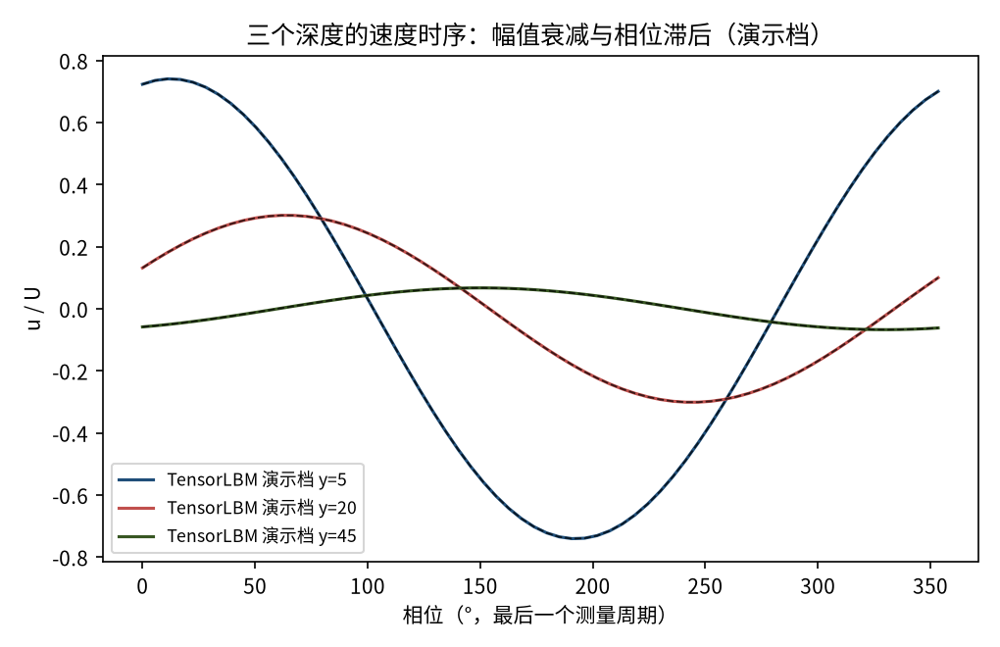 三个深度的速度时序：幅值衰减与相位滞后（演示档）
0.8
0.6
0.4
0.2
0.0
-0.2
-0.4
-0.6
-0.8
u / U
TensorLBM 演示档 y=5
TensorLBM 演示档 y=20
TensorLBM 演示档 y=45
0 50 100 150 200 250 300 350
相位（°，最后一个测量周期）